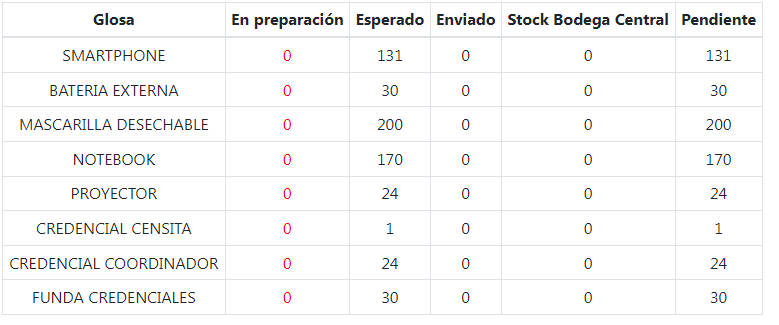 Glosa En preparación Esperado Enviado Stock Bodega Central Pendiente
SMARTPHONE 0 131 0 0 131
BATERIA EXTERNA 0 30 0 0 30
MASCARILLA DESECHABLE 0 200 0 0 200
NOTEBOOK 0 170 0 0 170
PROYECTOR 0 24 0 0 24
CREDENCIAL CENSITA 0 1 0 0 1
CREDENCIAL COORDINADOR 0 24 0 0 24
FUNDA CREDENCIALES 0 30 0 0 30